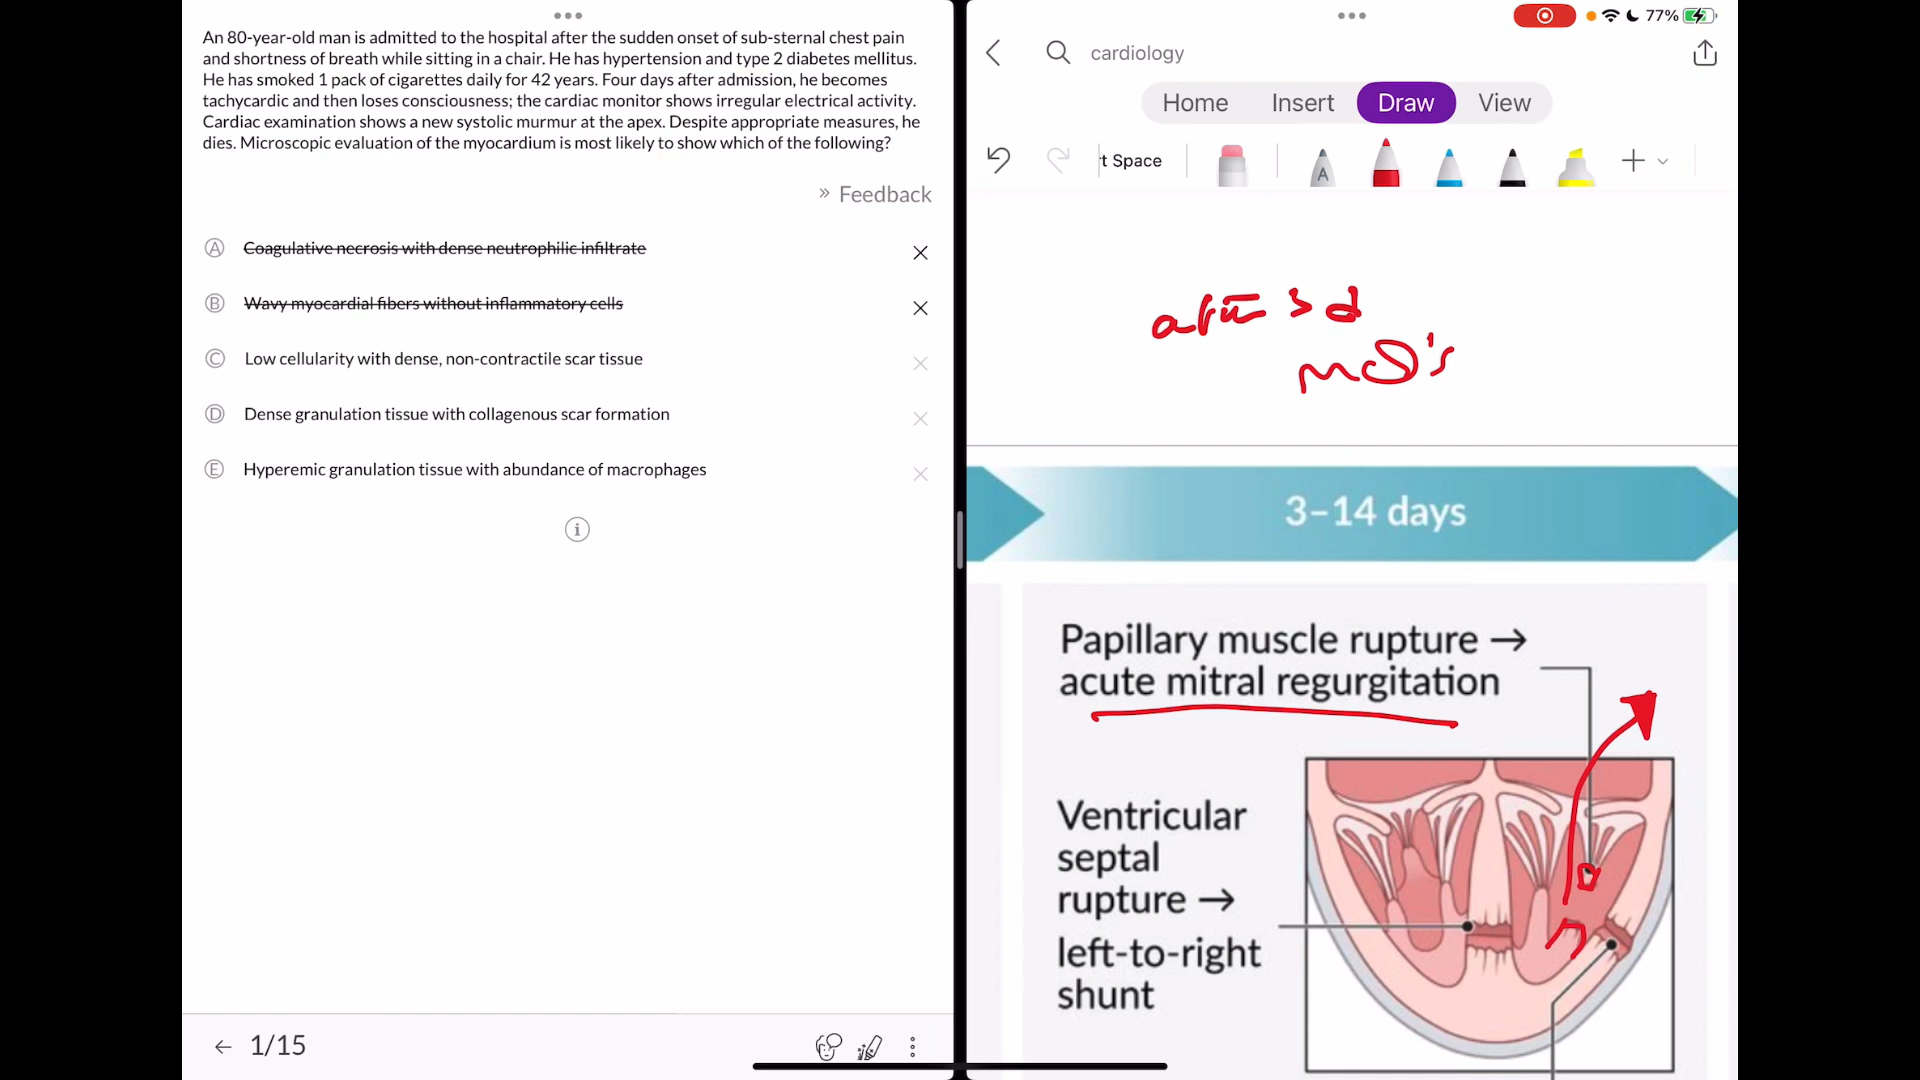 An 80-year-old man is admitted to the hospital after the sudden onset of sub-sternal chest pain
and shortness of breath while sitting in a chair. He has hypertension and type 2 diabetes mellitus.
He has smoked 1 pack of cigarettes daily for 42 years. Four days after admission, he becomes
tachycardic and then loses consciousness; the cardiac monitor shows irregular electrical activity.
Cardiac examination shows a new systolic murmur at the apex. Despite appropriate measures, he
dies. Microscopic evaluation of the myocardium is most likely to show which of the following?
» Feedback
A Coagulative necrosis with dense neutrophilic infiltrate
B Wavy myocardial fibers without inflammatory cells
C Low cellularity with dense, non-contractile scar tissue
D Dense granulation tissue with collagenous scar formation
E Hyperemic granulation tissue with abundance of macrophages
1/15
77%
cardiology
Home Insert Draw View
t Space
A
3 d
3–14 days
Papillary muscle rupture →
acute mitral regurgitation
Ventricular
septal
rupture →
left-to-right
shunt